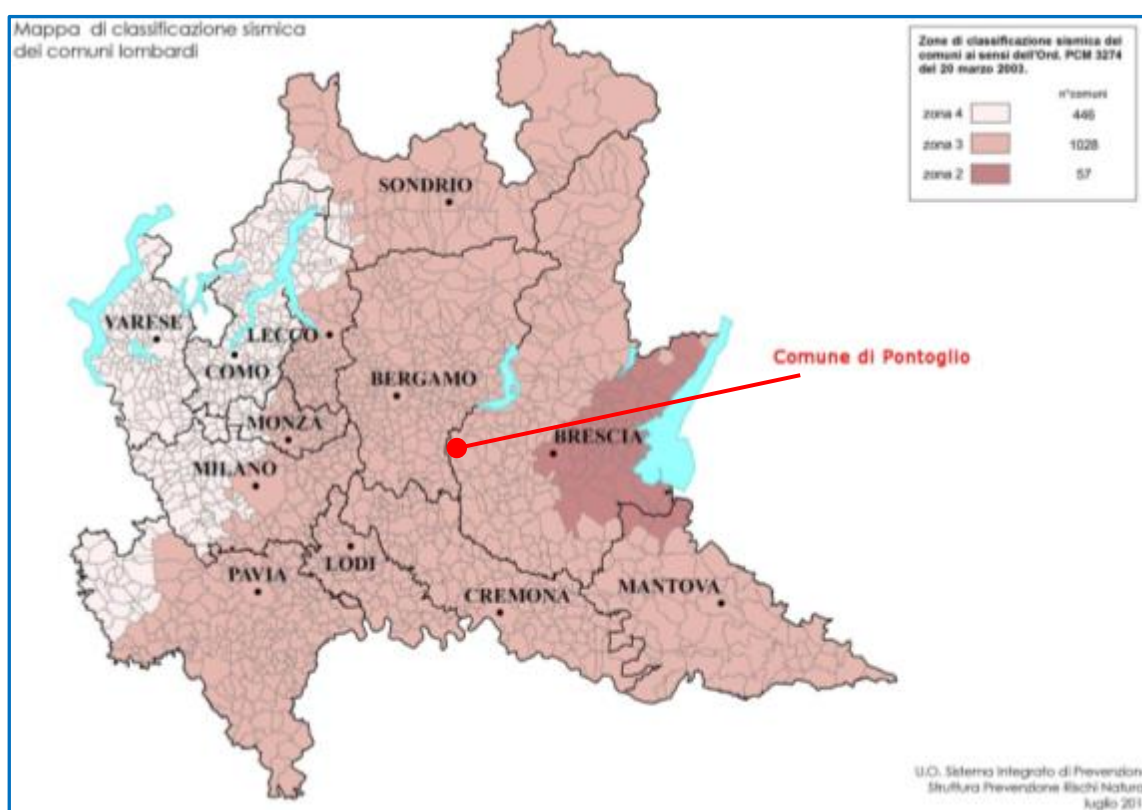 Mappa di classificazione sismica
dei comuni lombardi
Zone di classificazione sismica dei
comuni ai sensi dell'Ord. PCM 3274
del 20 marzo 2003.
n°comuni
zona 4 446
zona 3 1028
zona 2 57
SONDRIO
VARESE
LECCO
COMO
BERGAMO
Comune di Pontoglio
MONZA
BRESCIA
MILANO
LODI
PAVIA
MANTOVA
CREMONA
U.O. Sistema Integrato di Prevenzion
Struttura Prevenzione Rischi Natura
luglio 201